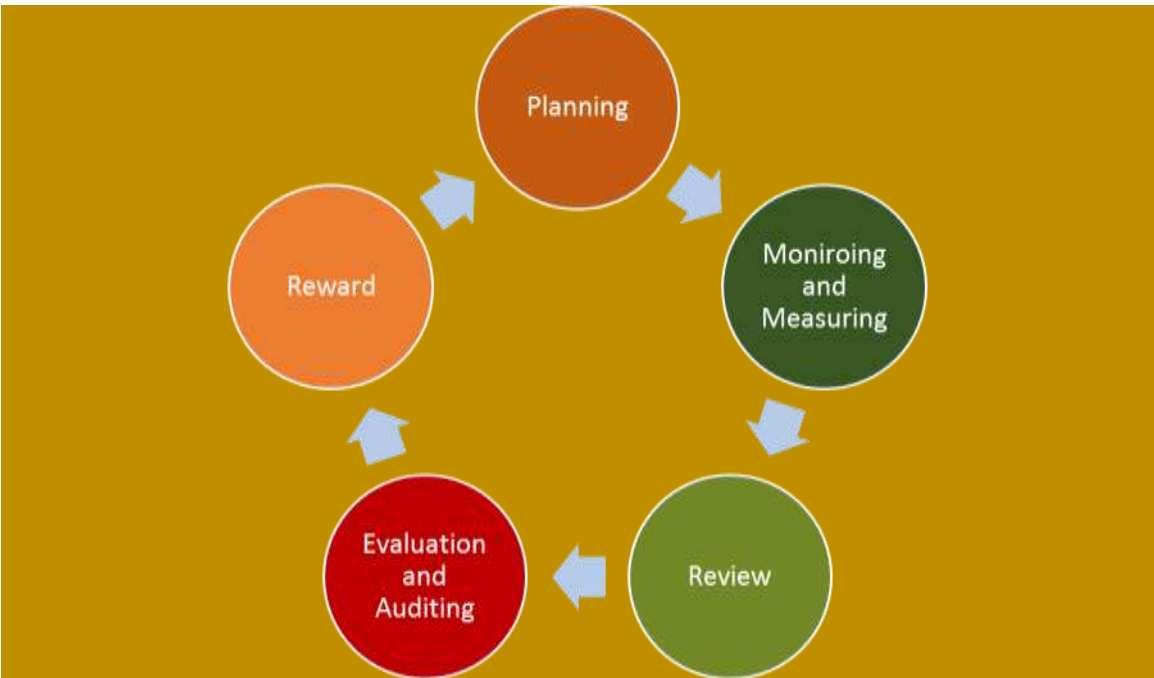 Planning
Moniroing
and
Measuring
Review
Evaluation
and
Auditing
Reward